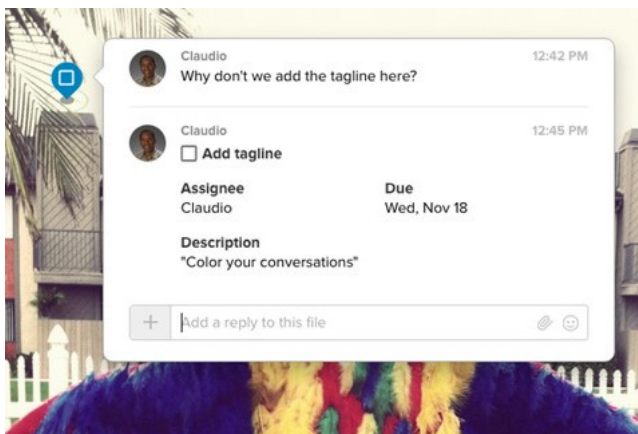 Claudio 12:42 PM
Why don't we add the tagline here?
Claudio 12:45 PM
Add tagline
Assignee Due
Claudio Wed, Nov 18
Description
"Color your conversations"
Add a reply to this file